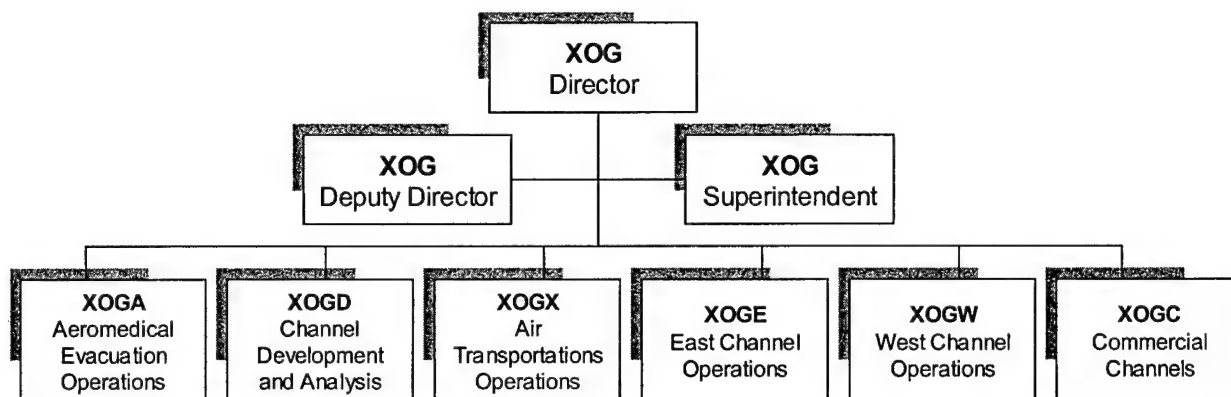 XOG
Director
XOG
Deputy Director
XOG
Superintendent
XOGA
Aeromedical
Evacuation
Operations
XOGD
Channel
Development
and Analysis
XOGX
Air
Transportations
Operations
XOGE
East Channel
Operations
XOGW
West Channel
Operations
XOGC
Commercial
Channels